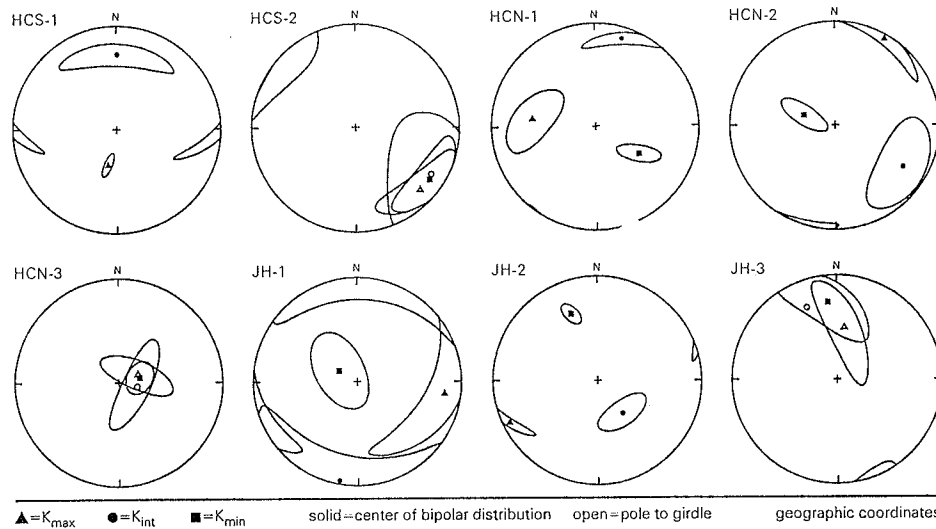 HCS-1
N
HCS-2
N
HCN-1
N
HCN-2
N
HCN-3
N
JH-1
N
JH-2
N
JH-3
N
▲=Kmax ●=Kint ■=Kmin solid=center of bipolar distribution open=pole to girdle geographic coordinates